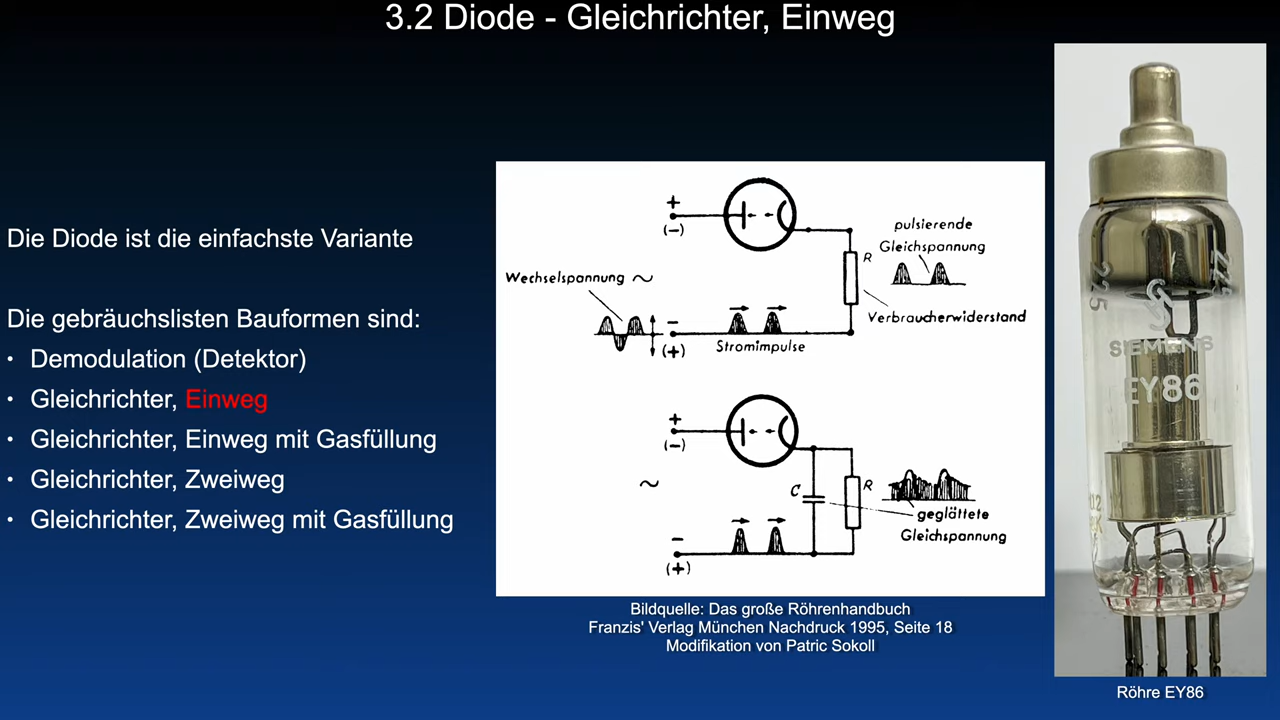 3.2 Diode - Gleichrichter, Einweg
Die Diode ist die einfachste Variante
Die gebräuchslisten Bauformen sind:
• Demodulation (Detektor)
• Gleichrichter, Einweg
• Gleichrichter, Einweg mit Gasfüllung
• Gleichrichter, Zweiweg
• Gleichrichter, Zweiweg mit Gasfüllung
+
(-)
pulsierende
Gleichspannung
R
Wechselspannung ~
Verbraucherwiderstand
-
(+)
Stromimpulse
+
(-)
~
C
R
geglättete
Gleichspannung
-
(+)
Bildquelle: Das große Röhrenhandbuch
Franzis' Verlag München Nachdruck 1995, Seite 18
Modifikation von Patric Sokoll
225
SIEMENS
EY86
Röhre EY86